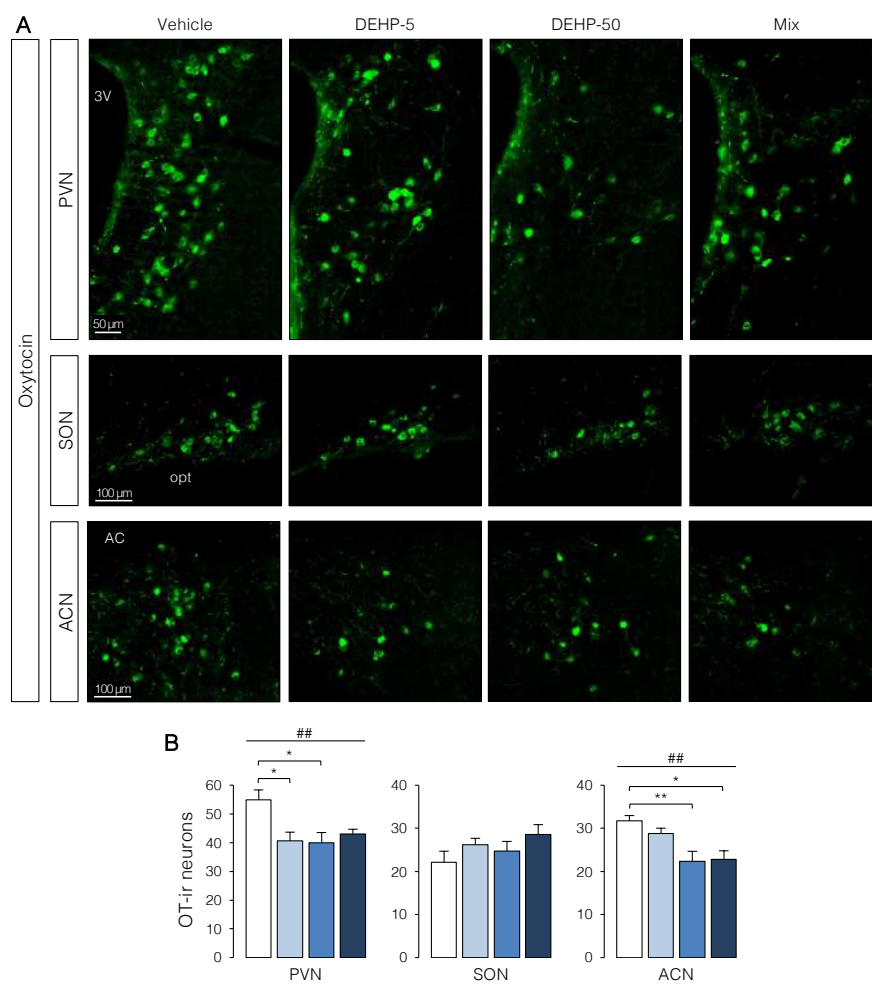 A
Vehicle DEHP-5 DEHP-50 Mix
Oxytocin
PVN
3V
50 µm
SON
opt
100 µm
ACN
AC
100 µm
B
##
*
*
60
50
40
30
20
10
0
OT-ir neurons
PVN
40
30
20
10
0
SON
##
*
**
40
30
20
10
0
ACN